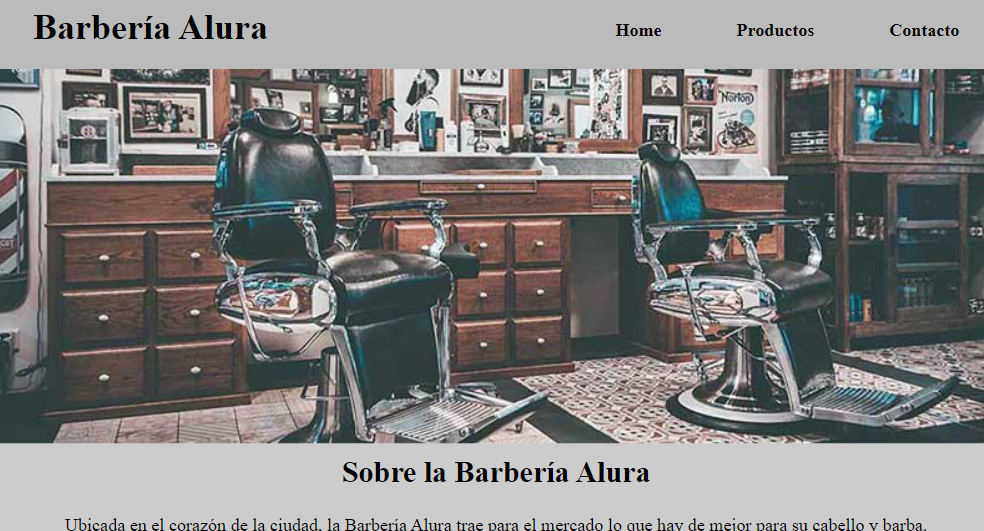 Barbería Alura
Home Productos Contacto
Norton
Sobre la Barbería Alura
Ubicada en el corazón de la ciudad, la Barbería Alura trae para el mercado lo que hay de mejor para su cabello y barba.